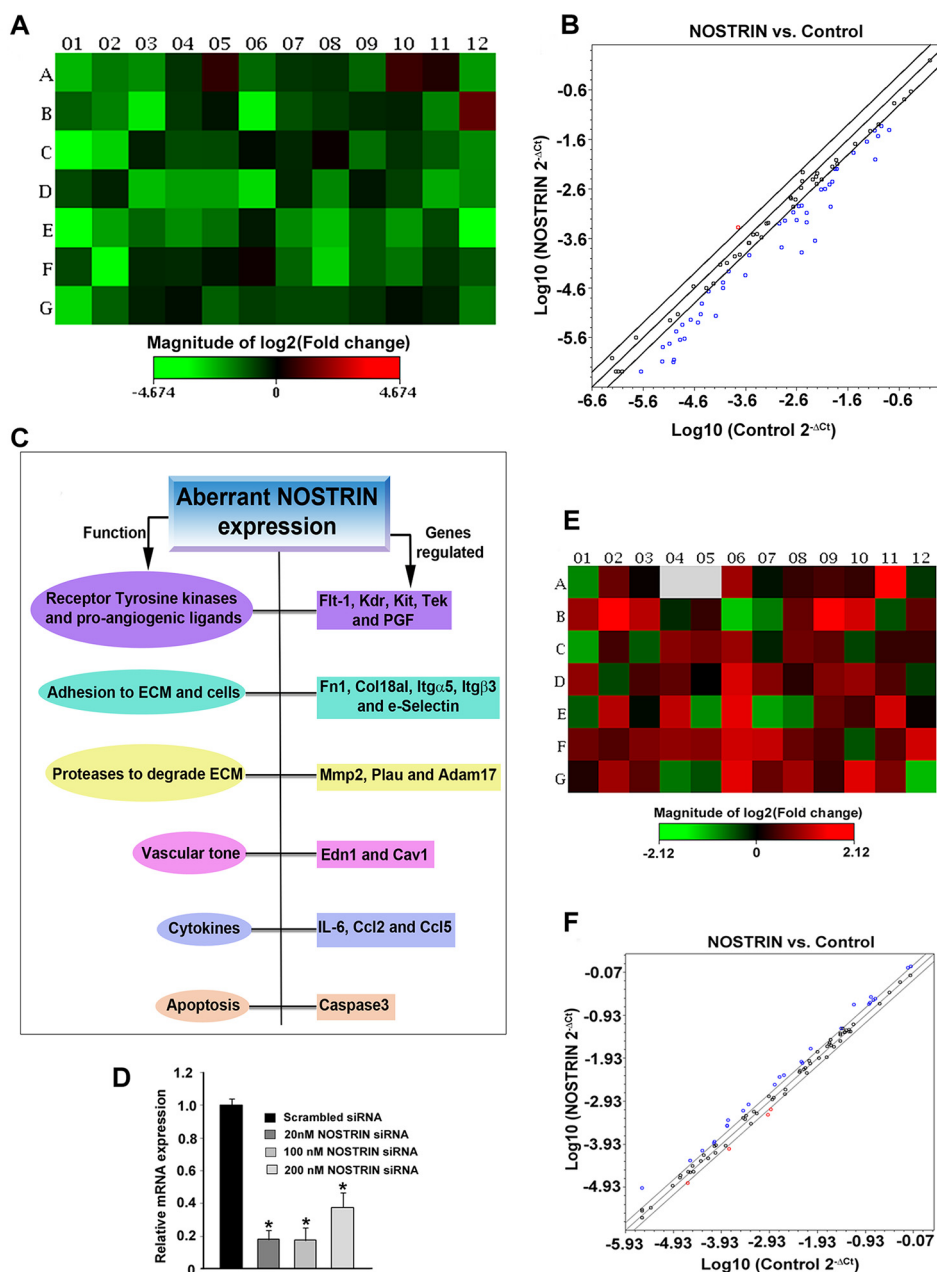 A
01 02 03 04 05 06 07 08 09 10 11 12
A
B
C
D
E
F
G
Magnitude of log2(Fold change)
-4.674 0 4.674
B
NOSTRIN vs. Control
Log10 (NOSTRIN 2^-ΔCt)
-0.6
-1.6
-2.6
-3.6
-4.6
-5.6
-6.6 -5.6 -4.6 -3.6 -2.6 -1.6 -0.6
Log10 (Control 2^-ΔCt)
C
Aberrant NOSTRIN
expression
Function
Genes
regulated
Receptor Tyrosine kinases
and pro-angiogenic ligands
Flt-1, Kdr, Kit, Tek
and PGF
Adhesion to ECM and cells
Fn1, Col18al, Itgα5, Itgβ3
and e-Selectin
Proteases to degrade ECM
Mmp2, Plau and Adam17
Vascular tone
Edn1 and Cav1
Cytokines
IL-6, Ccl2 and Ccl5
Apoptosis
Caspase3
D
Relative mRNA expression
1.2
1.0
0.8
0.6
0.4
0.2
0
Scrambled siRNA
20nM NOSTRIN siRNA
100 nM NOSTRIN siRNA
200 nM NOSTRIN siRNA
* * *
E
01 02 03 04 05 06 07 08 09 10 11 12
A
B
C
D
E
F
G
Magnitude of log2(Fold change)
-2.12 0 2.12
F
NOSTRIN vs. Control
Log10 (NOSTRIN 2^-ΔCt)
-0.07
-0.93
-1.93
-2.93
-3.93
-4.93
-5.93 -4.93 -3.93 -2.93 -1.93 -0.93 -0.07
Log10 (Control 2^-ΔCt)